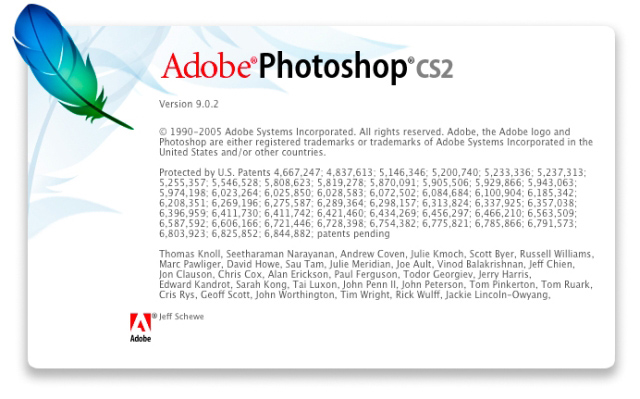 Adobe® Photoshop® CS2
Version 9.0.2
© 1990-2005 Adobe Systems Incorporated. All rights reserved. Adobe, the Adobe logo and
Photoshop are either registered trademarks or trademarks of Adobe Systems Incorporated in the
United States and/or other countries.
Protected by U.S. Patents 4,667,247; 4,837,613; 5,146,346; 5,200,740; 5,233,336; 5,237,313;
5,255,357; 5,546,528; 5,808,623; 5,819,278; 5,870,091; 5,905,506; 5,929,866; 5,943,063;
5,974,198; 6,023,264; 6,025,850; 6,028,583; 6,072,502; 6,084,684; 6,100,904; 6,185,342;
6,208,351; 6,269,196; 6,275,587; 6,289,364; 6,298,157; 6,313,824; 6,337,925; 6,357,038;
6,396,959; 6,411,730; 6,411,742; 6,421,460; 6,434,269; 6,456,297; 6,466,210; 6,563,509;
6,587,592; 6,606,166; 6,721,446; 6,728,398; 6,754,382; 6,775,821; 6,785,866; 6,791,573;
6,803,923; 6,825,852; 6,844,882; patents pending
Thomas Knoll, Seetharaman Narayanan, Andrew Coven, Julie Kmoch, Scott Byer, Russell Williams,
Marc Pawliger, David Howe, Sau Tam, Julie Meridian, Joe Ault, Vinod Balakrishnan, Jeff Chien,
Jon Clauson, Chris Cox, Alan Erickson, Paul Ferguson, Todor Georgiev, Jerry Harris,
Edward Kandrot, Sarah Kong, Tai Luxon, John Penn II, John Peterson, Tom Pinkerton, Tom Ruark,
Cris Rys, Geoff Scott, John Worthington, Tim Wright, Rick Wulff, Jackie Lincoln-Owyang,
® Jeff Schewe
Adobe